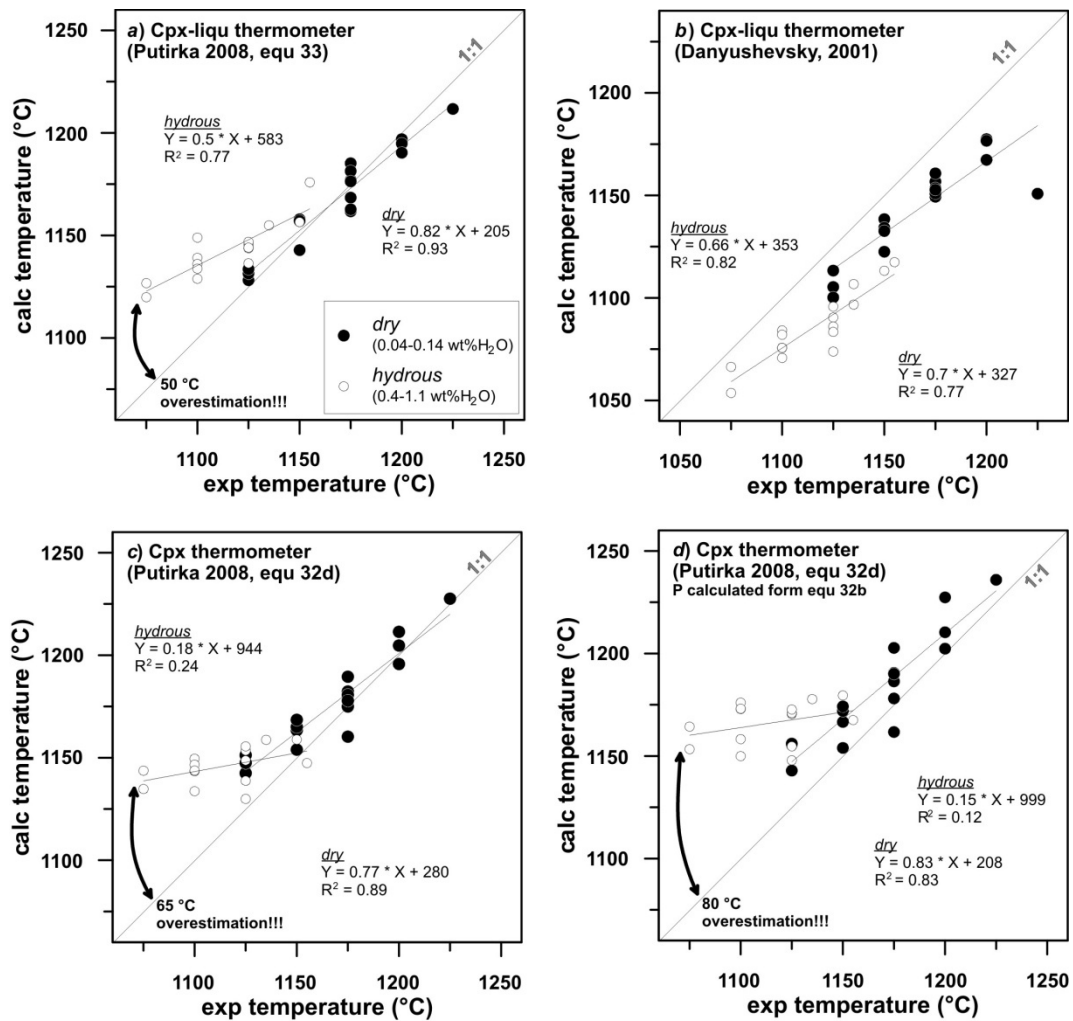 a) Cpx-liqu thermometer
(Putirka 2008, equ 33)
1:1
hydrous
Y = 0.5 * X + 583
R² = 0.77
dry
Y = 0.82 * X + 205
R² = 0.93
dry
(0.04-0.14 wt%H₂O)
hydrous
(0.4-1.1 wt%H₂O)
50 °C
overestimation!!!
calc temperature (°C)
1250
1200
1150
1100
1100 1150 1200 1250
exp temperature (°C)
b) Cpx-liqu thermometer
(Danyushevsky, 2001)
1:1
hydrous
Y = 0.66 * X + 353
R² = 0.82
dry
Y = 0.7 * X + 327
R² = 0.77
calc temperature (°C)
1200
1150
1100
1050
1050 1100 1150 1200
exp temperature (°C)
c) Cpx thermometer
(Putirka 2008, equ 32d)
1:1
hydrous
Y = 0.18 * X + 944
R² = 0.24
dry
Y = 0.77 * X + 280
R² = 0.89
65 °C
overestimation!!!
calc temperature (°C)
1250
1200
1150
1100
1100 1150 1200 1250
exp temperature (°C)
d) Cpx thermometer
(Putirka 2008, equ 32d)
P calculated form equ 32b
1:1
hydrous
Y = 0.15 * X + 999
R² = 0.12
dry
Y = 0.83 * X + 208
R² = 0.83
80 °C
overestimation!!!
calc temperature (°C)
1250
1200
1150
1100
1100 1150 1200 1250
exp temperature (°C)